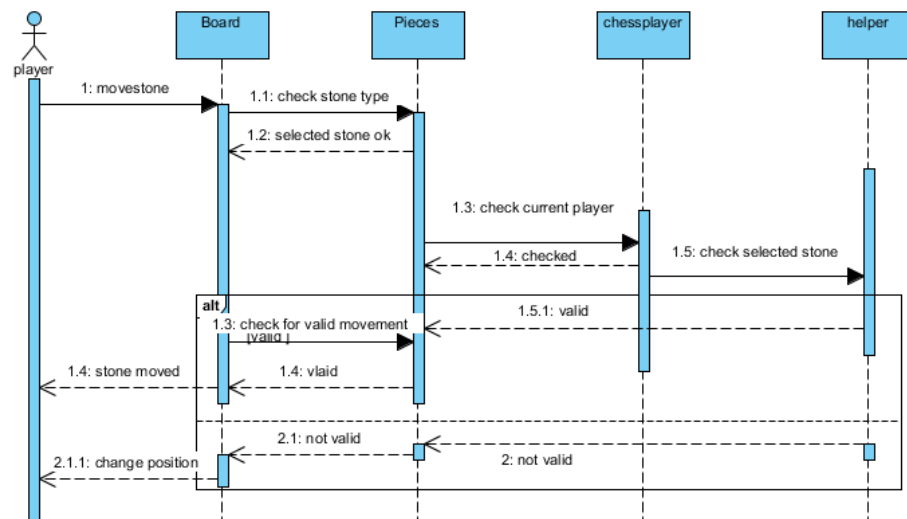 Board
Pieces
chessplayer
helper
player
1: movestone
1.1: check stone type
1.2: selected stone ok
1.3: check current player
1.4: checked
1.5: check selected stone
alt
1.5.1: valid
1.3: check for valid movement
[valid ]
1.4: stone moved
1.4: vlaid
2.1: not valid
2: not valid
2.1.1: change position